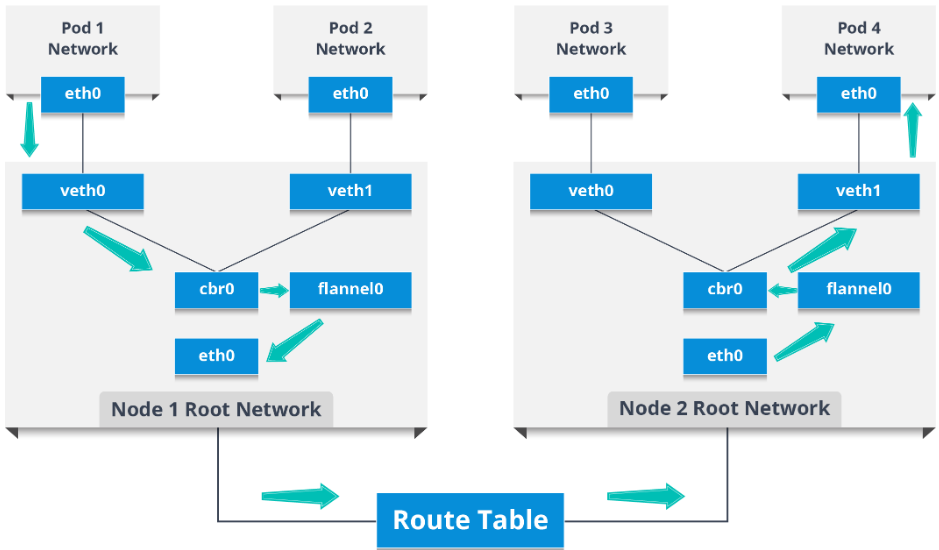 Pod 1
Network
Pod 2
Network
Pod 3
Network
Pod 4
Network
eth0
eth0
eth0
eth0
veth0
veth1
veth0
veth1
cbr0
flannel0
cbr0
flannel0
eth0
eth0
Node 1 Root Network
Node 2 Root Network
Route Table